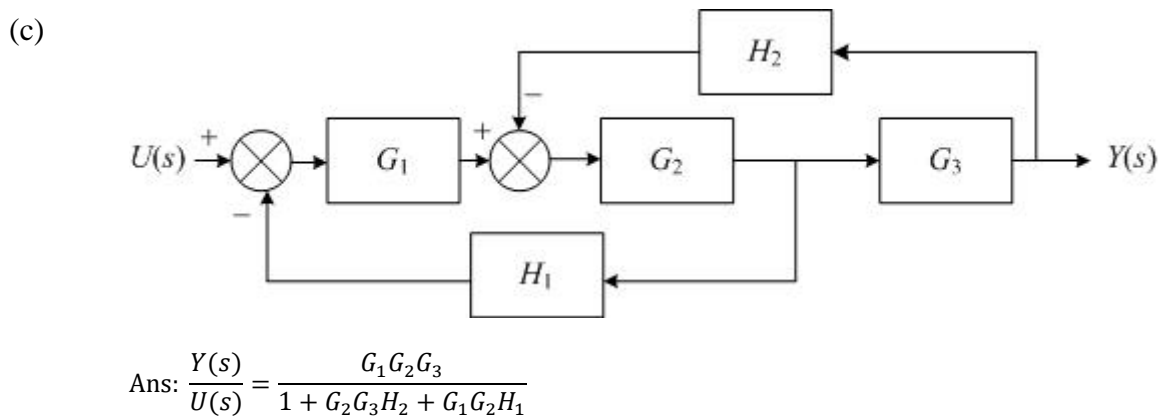 (c)
H₂
−
+ +
U(s) G₁ G₂ G₃ Y(s)
−
H₁
Ans: Y(s)/U(s) = G₁G₂G₃/(1 + G₂G₃H₂ + G₁G₂H₁)